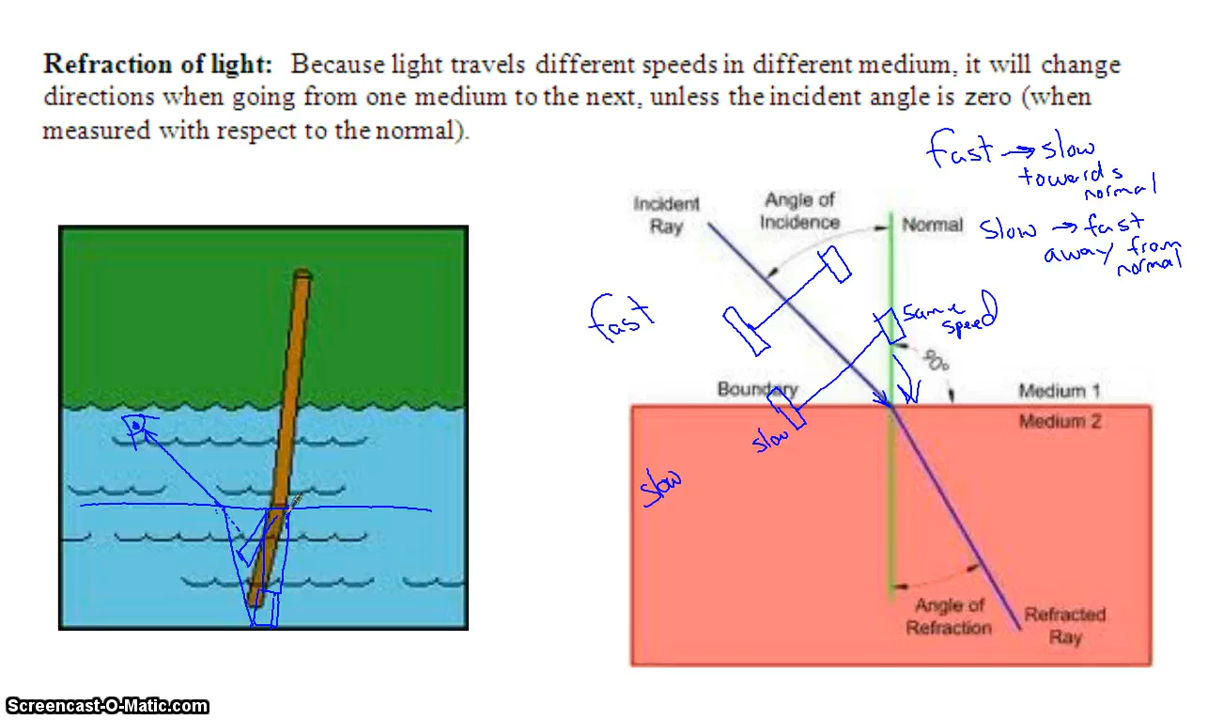 Refraction of light: Because light travels different speeds in different medium, it will change
directions when going from one medium to the next, unless the incident angle is zero (when
measured with respect to the normal).
fast → slow
towards
normal
Slow → fast
away from
normal
Incident
Ray
Angle of
Incidence
Normal
fast
same
speed
90°
Boundary
Medium 1
Medium 2
slow
slow
Angle of
Refraction
Refracted
Ray
Screencast-O-Matic.com